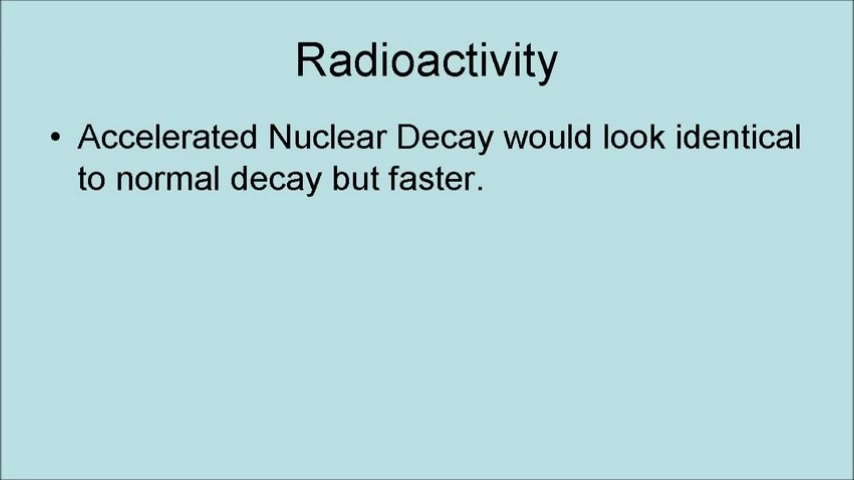 Radioactivity
• Accelerated Nuclear Decay would look identical
to normal decay but faster.